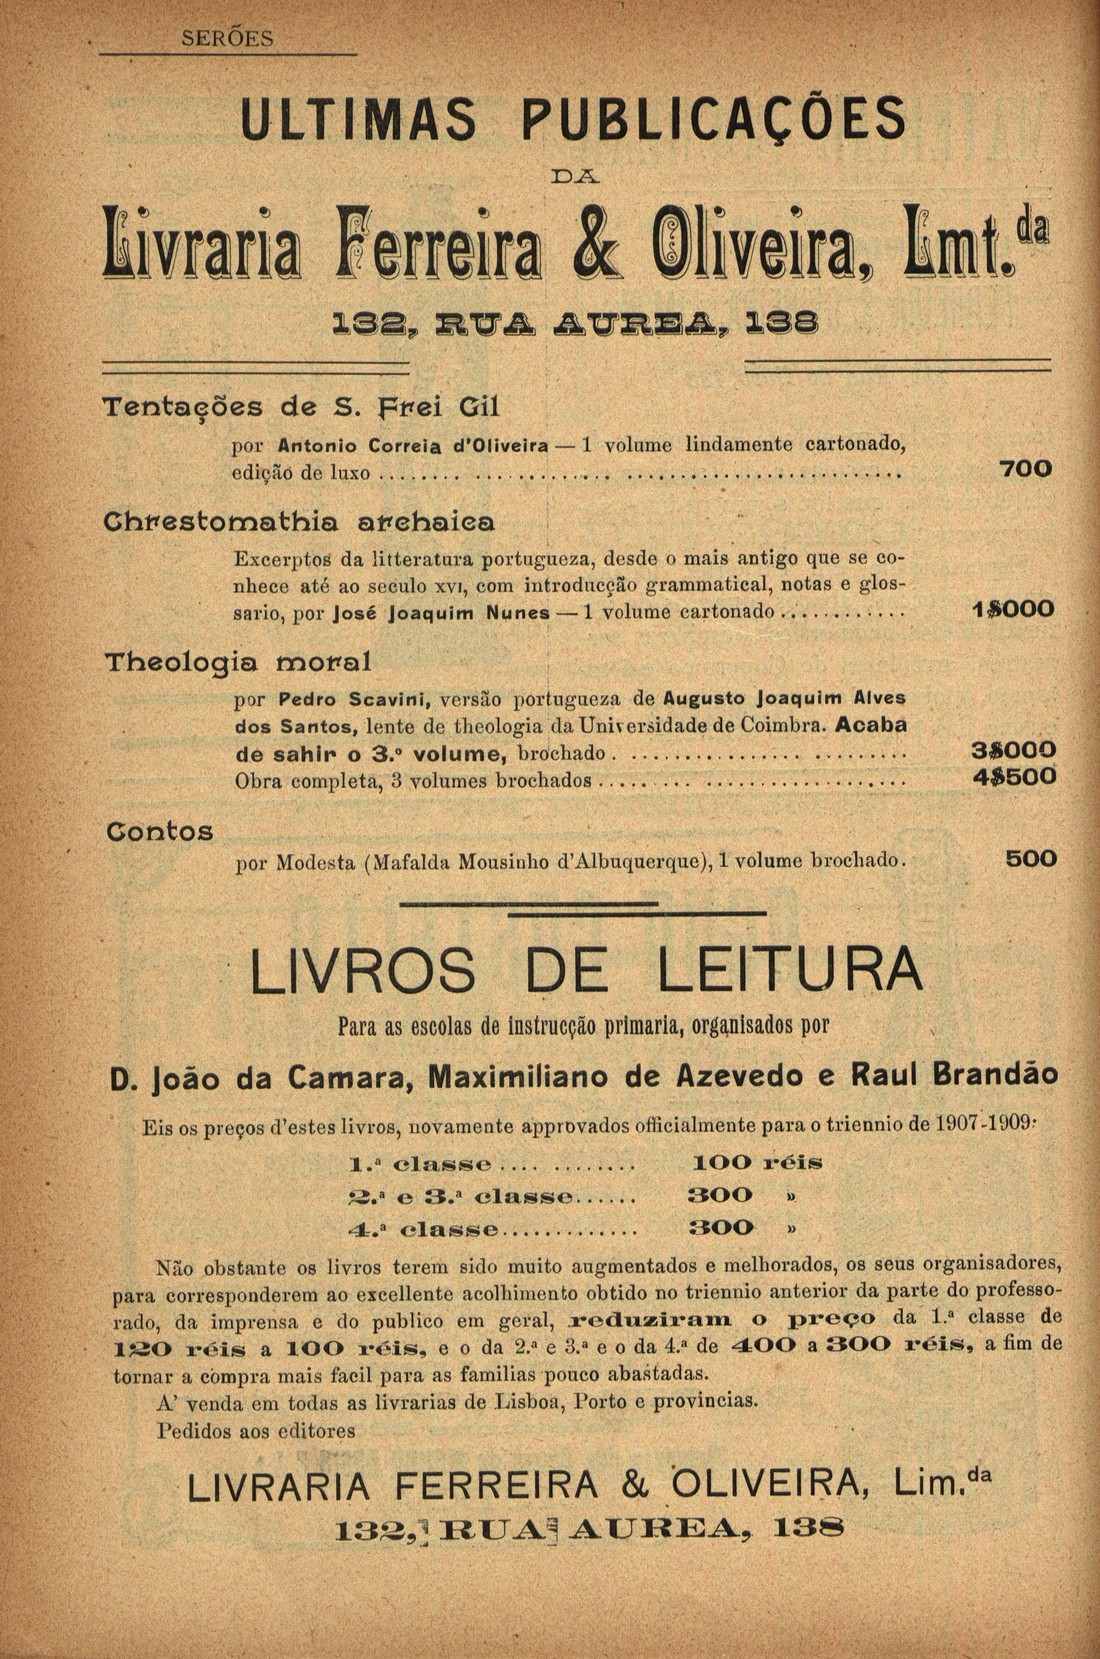 SERÕES
ULTIMAS PUBLICAÇÕES
DA
Livraria Ferreira & Oliveira, Lmt.da
132, RUA AUREA, 138
Tentações de S. Frei Gil
por Antonio Correia d'Oliveira — 1 volume lindamente cartonado,
edição de luxo ........ ............ ........................ 700
Chrestomathia archaica
Excerptos da litteratura portugueza, desde o mais antigo que se co-
nhece até ao seculo XVI, com introducção grammatical, notas e glos-
sario, por José Joaquim Nunes — 1 volume cartonado ............ 1$000
Theologia moral
por Pedro Scavini, versão portugueza de Augusto Joaquim Alves
dos Santos, lente de theologia da Universidade de Coimbra. Acaba
de sahir o 3.º volume, brochado. ................ ......... 3$000
Obra completa, 3 volumes brochados ......... ................... 4$500
Contos
por Modesta (Mafalda Mousinho d'Albuquerque), 1 volume brochado. 500
LIVROS DE LEITURA
Para as escolas de instrucção primaria, organisados por
D. João da Camara, Maximiliano de Azevedo e Raul Brandão
Eis os preços d'estes livros, novamente approvados officialmente para o triennio de 1907-1909:
1.ª classe .... ........ 100 réis
2.ª e 3.ª classe...... 300 »
4.ª classe............. 300 »
Não obstante os livros terem sido muito augmentados e melhorados, os seus organisadores,
para corresponderem ao excellente acolhimento obtido no triennio anterior da parte do professo-
rado, da imprensa e do publico em geral, reduziram o preço da 1.ª classe de
120 réis a 100 réis, e o da 2.ª e 3.ª e o da 4.ª de 400 a 300 réis, a fim de
tornar a compra mais facil para as familias pouco abastadas.
A' venda em todas as livrarias de Lisboa, Porto e provincias.
Pedidos aos editores
LIVRARIA FERREIRA & OLIVEIRA, Lim.da
132, RUA AUREA, 138